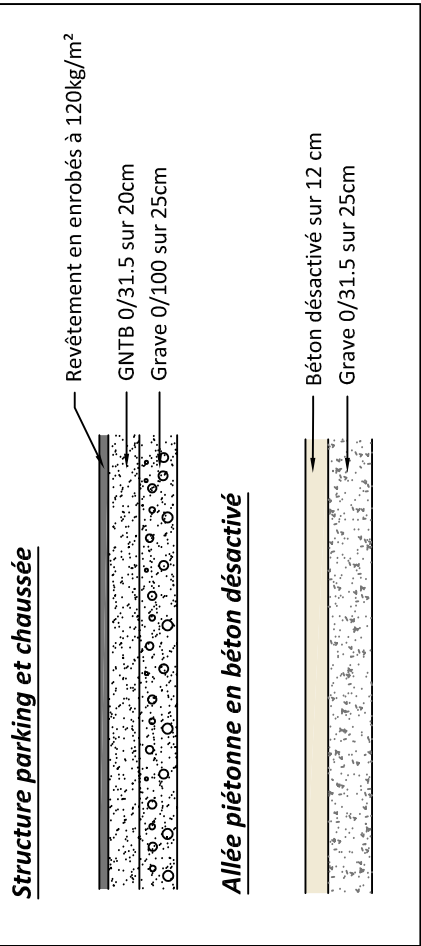 Structure parking et chaussée
Revêtement en enrobés à 120kg/m²
GNTB 0/31.5 sur 20cm
Grave 0/100 sur 25cm
Allée piétonne en béton désactivé
Béton désactivé sur 12 cm
Grave 0/31.5 sur 25cm